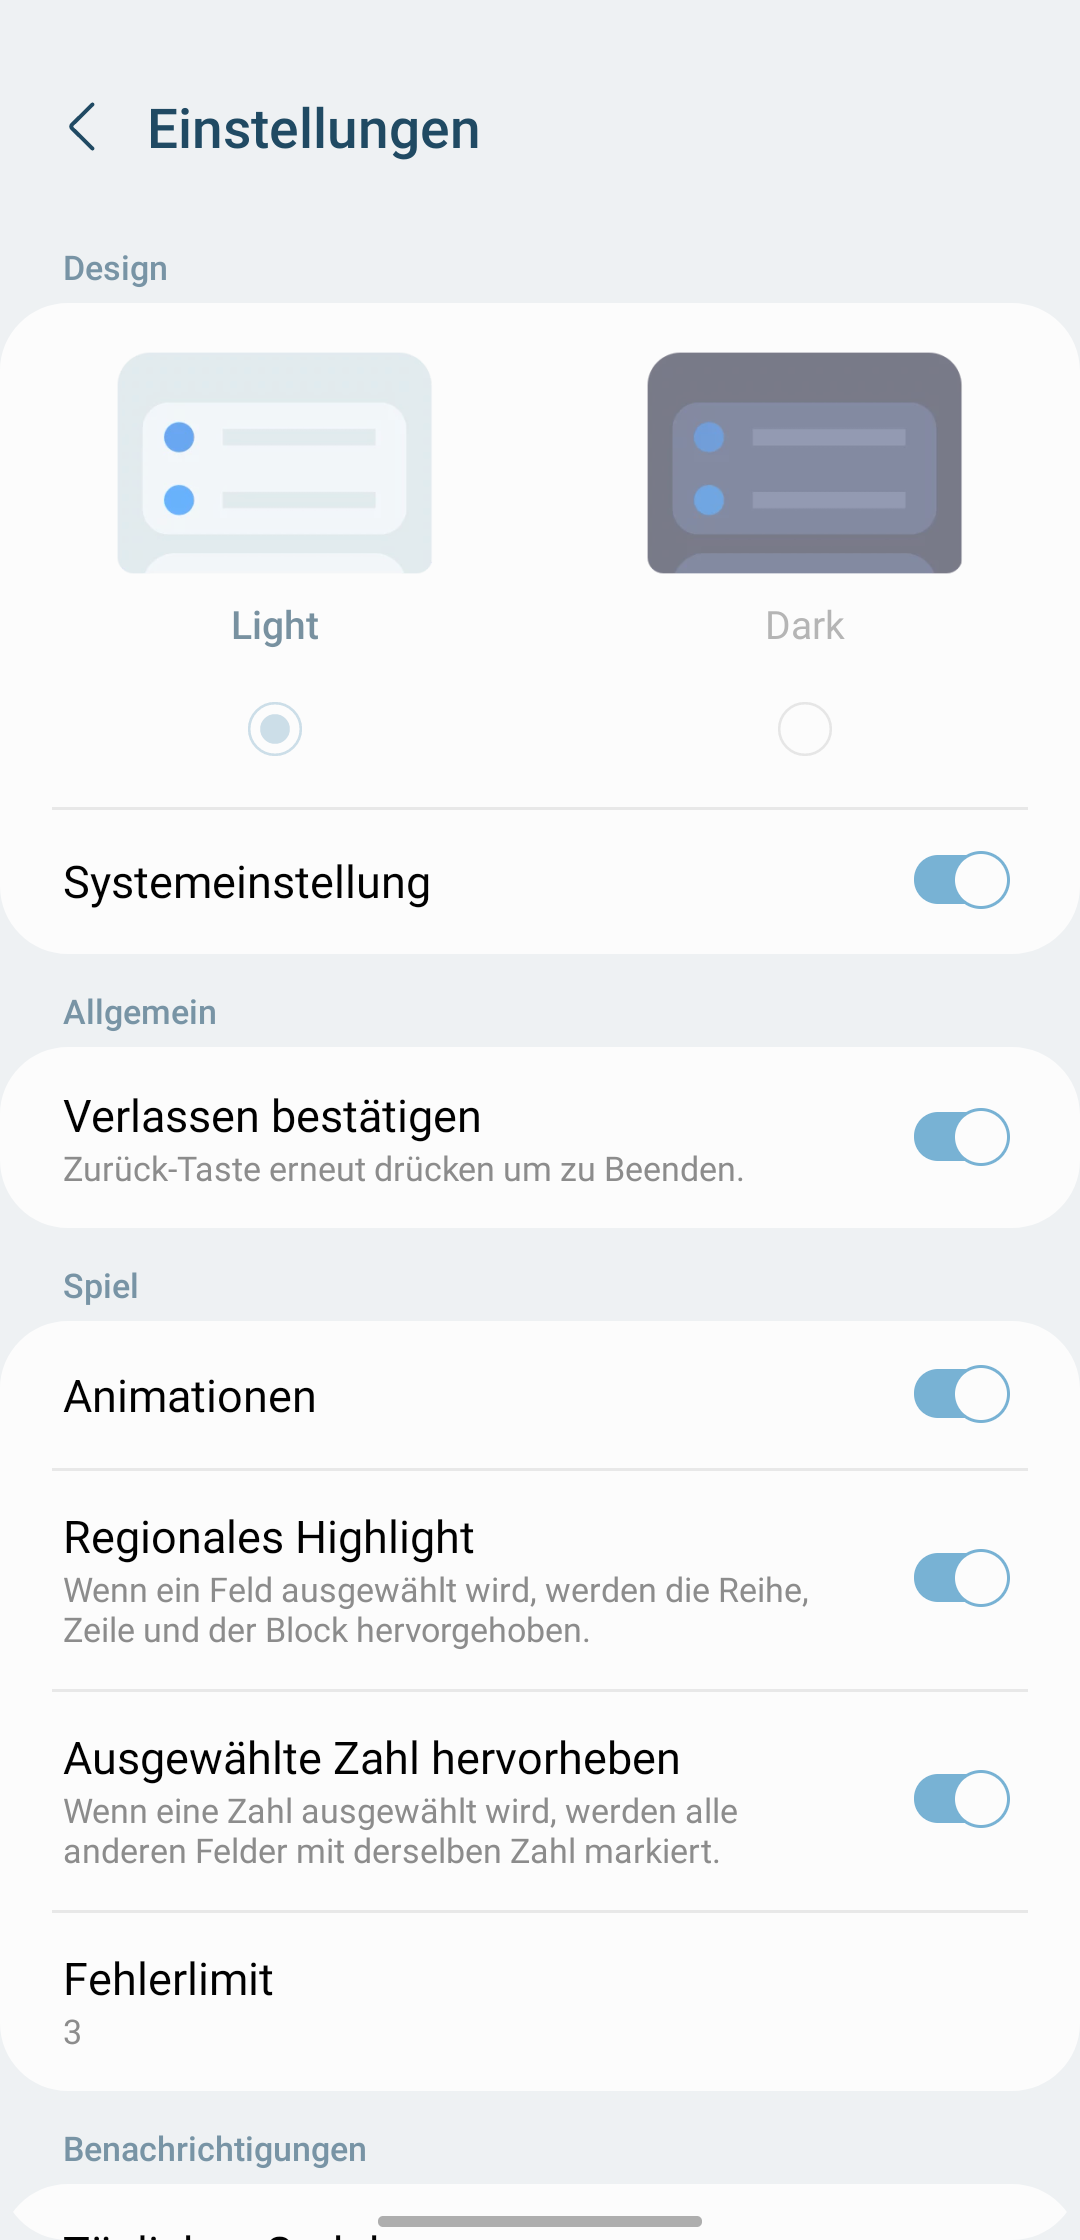 Einstellungen
Design
Light
Dark
Systemeinstellung
Allgemein
Verlassen bestätigen
Zurück-Taste erneut drücken um zu Beenden.
Spiel
Animationen
Regionales Highlight
Wenn ein Feld ausgewählt wird, werden die Reihe,
Zeile und der Block hervorgehoben.
Ausgewählte Zahl hervorheben
Wenn eine Zahl ausgewählt wird, werden alle
anderen Felder mit derselben Zahl markiert.
Fehlerlimit
3
Benachrichtigungen